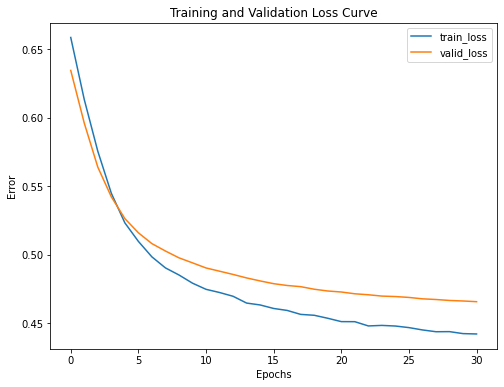 Training and Validation Loss Curve
train_loss
valid_loss
Error
0.65
0.60
0.55
0.50
0.45
0 5 10 15 20 25 30
Epochs